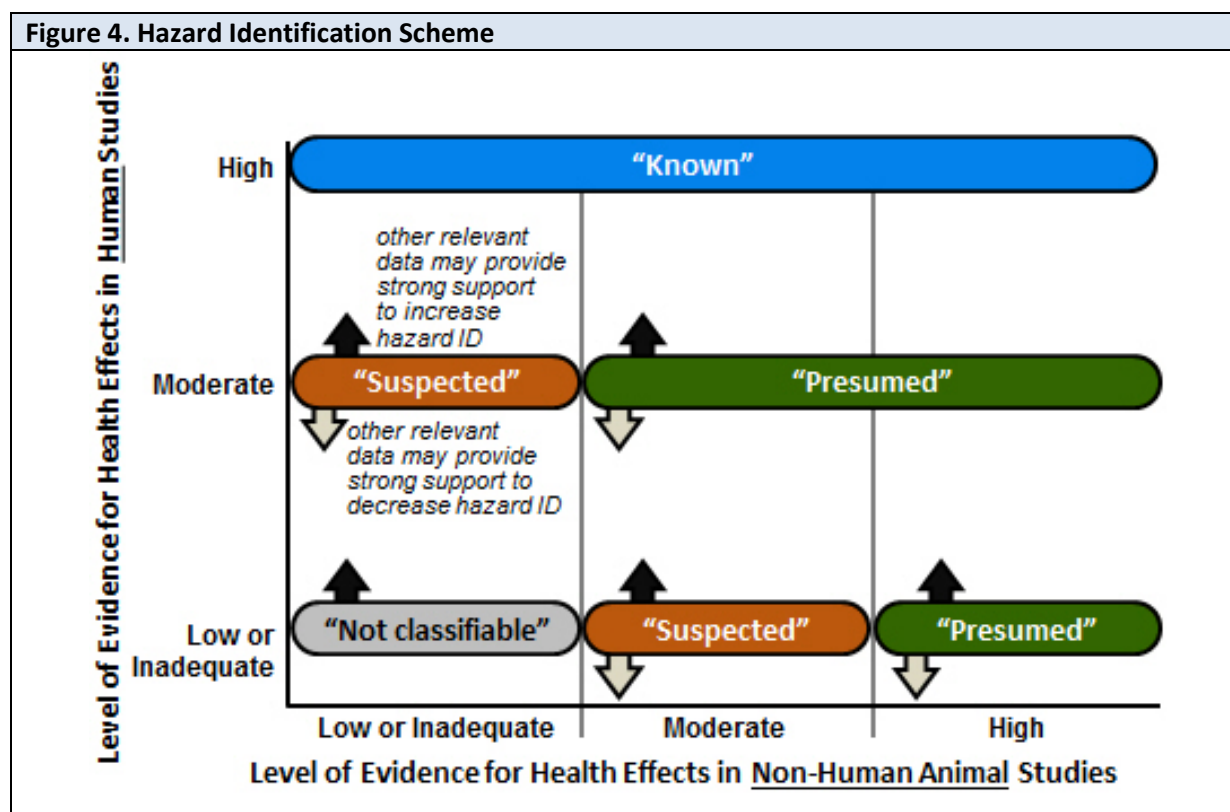 Figure 4. Hazard Identification Scheme
Level of Evidence for Health Effects in Human Studies
High
“Known”
other relevant
data may provide
strong support
to increase
hazard ID
Moderate
“Suspected”
“Presumed”
other relevant
data may provide
strong support to
decrease hazard ID
Low or
Inadequate
“Not classifiable”
“Suspected”
“Presumed”
Low or Inadequate
Moderate
High
Level of Evidence for Health Effects in Non-Human Animal Studies